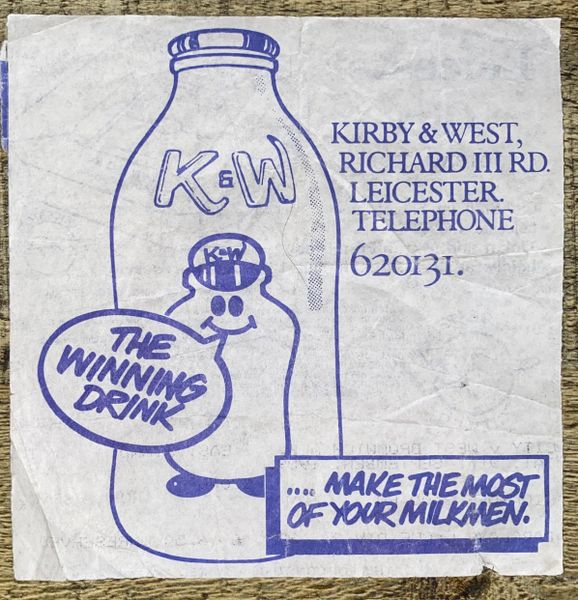 K&W
KIRBY & WEST,
RICHARD III RD.
LEICESTER.
TELEPHONE
620131.
K&W
THE
WINNING
DRINK
.... MAKE THE MOST
OF YOUR MILKMEN.